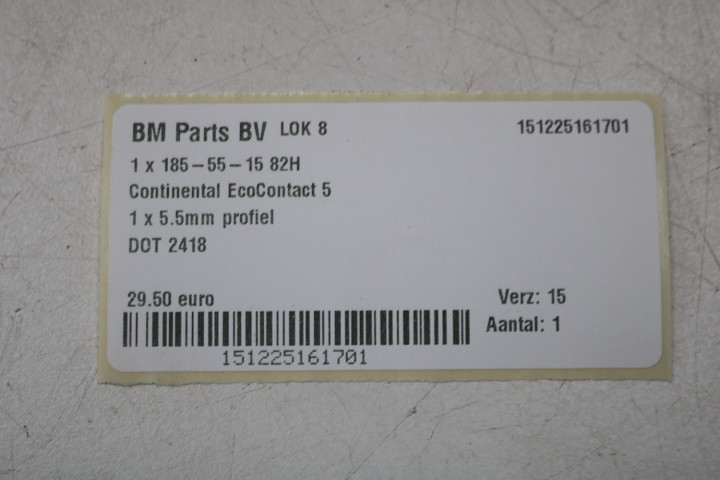 BM Parts BV LOK 8 151225161701
1 x 185-55-15 82H
Continental EcoContact 5
1 x 5.5mm profiel
DOT 2418
29.50 euro Verz: 15
Aantal: 1
151225161701